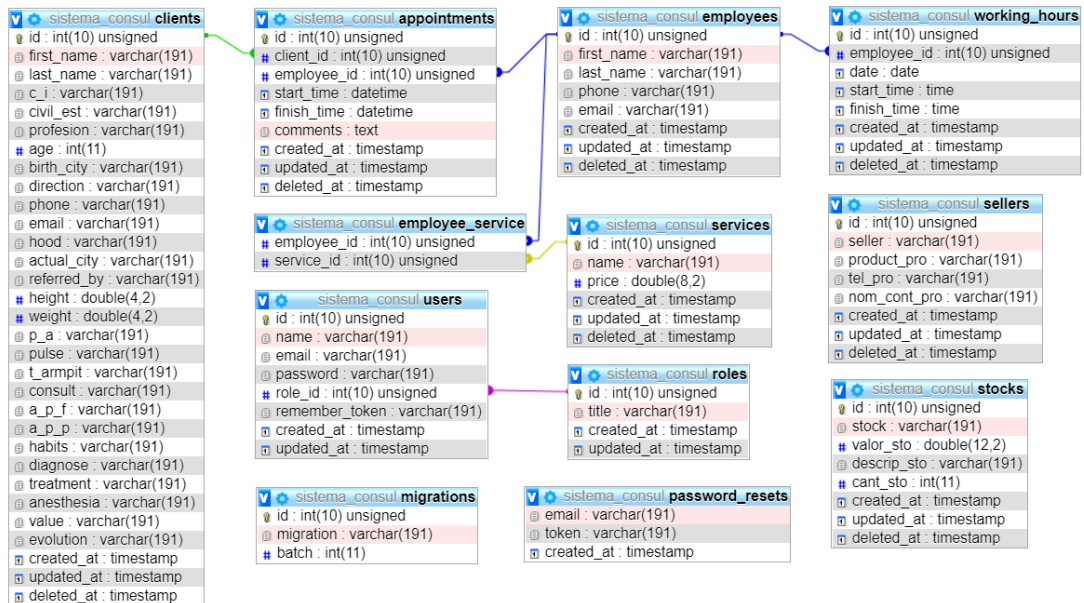 sistema_consul clients
id : int(10) unsigned
first_name : varchar(191)
last_name : varchar(191)
c_i : varchar(191)
civil_est : varchar(191)
profesion : varchar(191)
age : int(11)
birth_city : varchar(191)
direction : varchar(191)
phone : varchar(191)
email : varchar(191)
hood : varchar(191)
actual_city : varchar(191)
referred_by : varchar(191)
height : double(4,2)
weight : double(4,2)
p_a : varchar(191)
pulse : varchar(191)
t_armpit : varchar(191)
consult : varchar(191)
a_p_f : varchar(191)
a_p_p : varchar(191)
habits : varchar(191)
diagnose : varchar(191)
treatment : varchar(191)
anesthesia : varchar(191)
value : varchar(191)
evolution : varchar(191)
created_at : timestamp
updated_at : timestamp
deleted_at : timestamp
sistema_consul appointments
id : int(10) unsigned
client_id : int(10) unsigned
employee_id : int(10) unsigned
start_time : datetime
finish_time : datetime
comments : text
created_at : timestamp
updated_at : timestamp
deleted_at : timestamp
sistema_consul employees
id : int(10) unsigned
first_name : varchar(191)
last_name : varchar(191)
phone : varchar(191)
email : varchar(191)
created_at : timestamp
updated_at : timestamp
deleted_at : timestamp
sistema_consul working_hours
id : int(10) unsigned
employee_id : int(10) unsigned
date : date
start_time : time
finish_time : time
created_at : timestamp
updated_at : timestamp
deleted_at : timestamp
sistema_consul employee_service
employee_id : int(10) unsigned
service_id : int(10) unsigned
sistema_consul services
id : int(10) unsigned
name : varchar(191)
price : double(8,2)
created_at : timestamp
updated_at : timestamp
deleted_at : timestamp
sistema_consul sellers
id : int(10) unsigned
seller : varchar(191)
product_pro : varchar(191)
tel_pro : varchar(191)
nom_cont_pro : varchar(191)
created_at : timestamp
updated_at : timestamp
deleted_at : timestamp
sistema_consul users
id : int(10) unsigned
name : varchar(191)
email : varchar(191)
password : varchar(191)
role_id : int(10) unsigned
remember_token : varchar(191)
created_at : timestamp
updated_at : timestamp
sistema_consul roles
id : int(10) unsigned
title : varchar(191)
created_at : timestamp
updated_at : timestamp
sistema_consul stocks
id : int(10) unsigned
stock : varchar(191)
valor_sto : double(12,2)
descrip_sto : varchar(191)
cant_sto : int(11)
created_at : timestamp
updated_at : timestamp
deleted_at : timestamp
sistema_consul migrations
id : int(10) unsigned
migration : varchar(191)
batch : int(11)
sistema_consul password_resets
email : varchar(191)
token : varchar(191)
created_at : timestamp